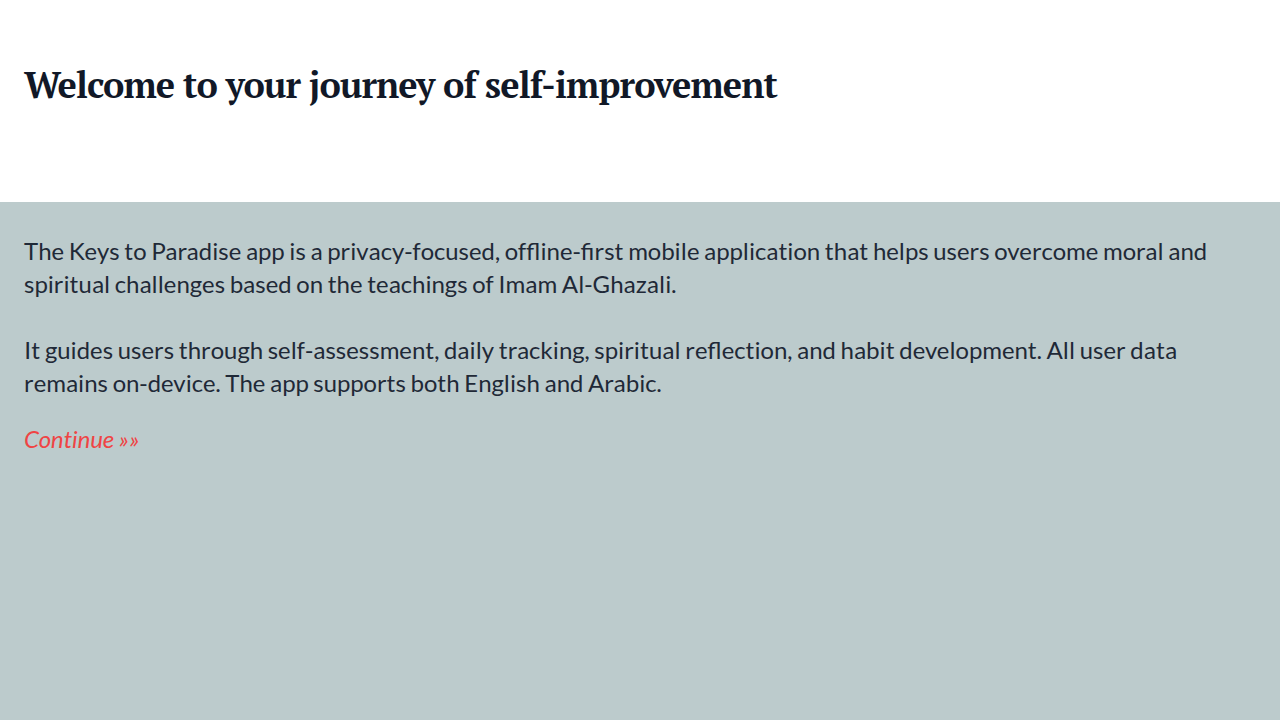 Welcome to your journey of self-improvement
The Keys to Paradise app is a privacy-focused, offline-first mobile application that helps users overcome moral and
spiritual challenges based on the teachings of Imam Al-Ghazali.
It guides users through self-assessment, daily tracking, spiritual reflection, and habit development. All user data
remains on-device. The app supports both English and Arabic.
Continue »»